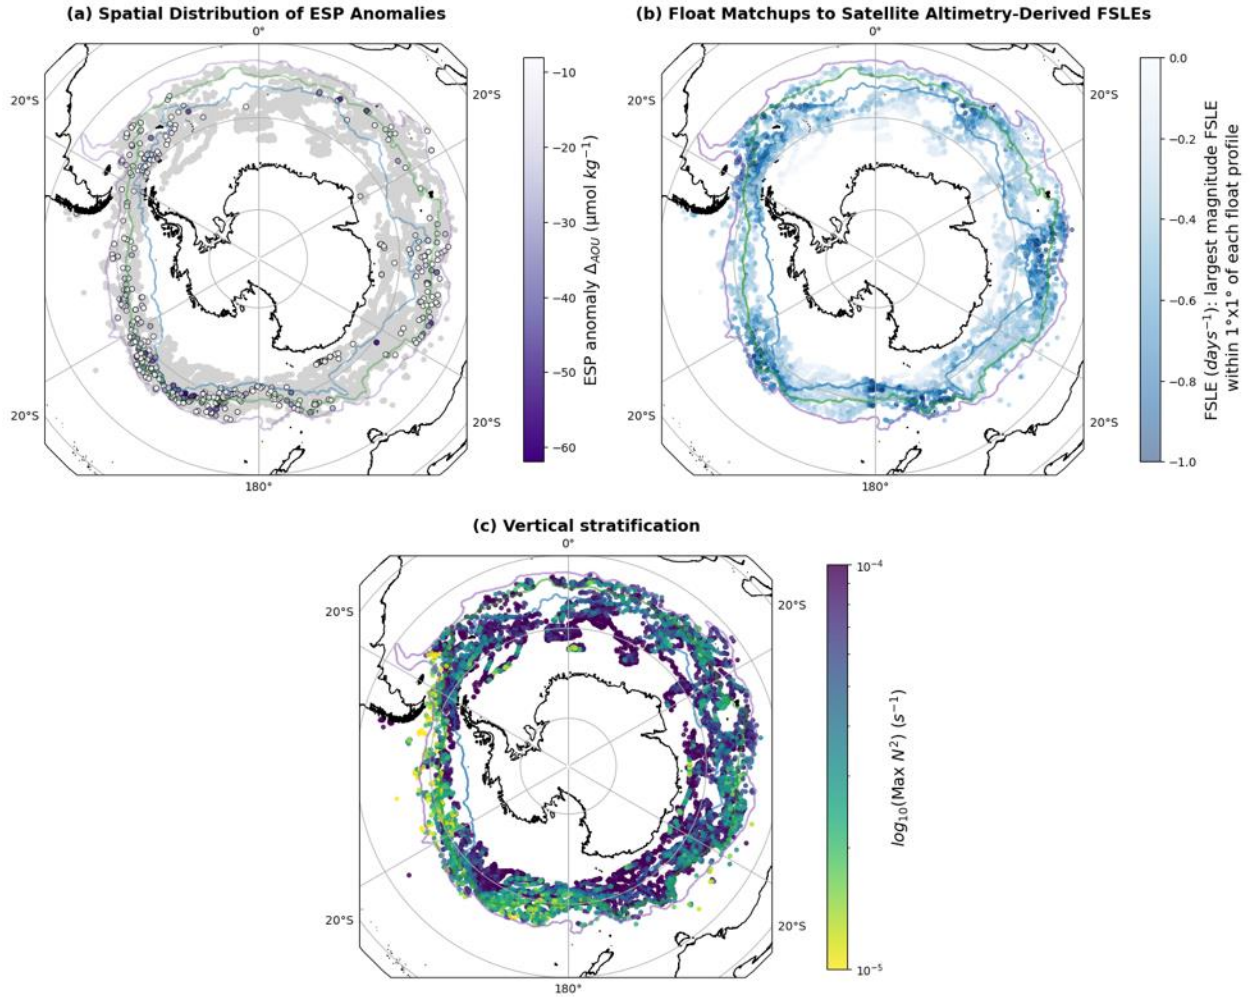 (a) Spatial Distribution of ESP Anomalies
(b) Float Matchups to Satellite Altimetry-Derived FSLEs
0°
0°
20°S
20°S
20°S
20°S
180°
−10
−20
−30
−40
−50
−60
ESP anomaly Δ_AOU (μmol kg⁻¹)
20°S
20°S
20°S
20°S
180°
0.0
−0.2
−0.4
−0.6
−0.8
−1.0
FSLE (days⁻¹): largest magnitude FSLE
within 1°x1° of each float profile
(c) Vertical stratification
0°
20°S
20°S
20°S
20°S
180°
10⁻⁴
10⁻⁵
log₁₀(Max N²) (s⁻¹)